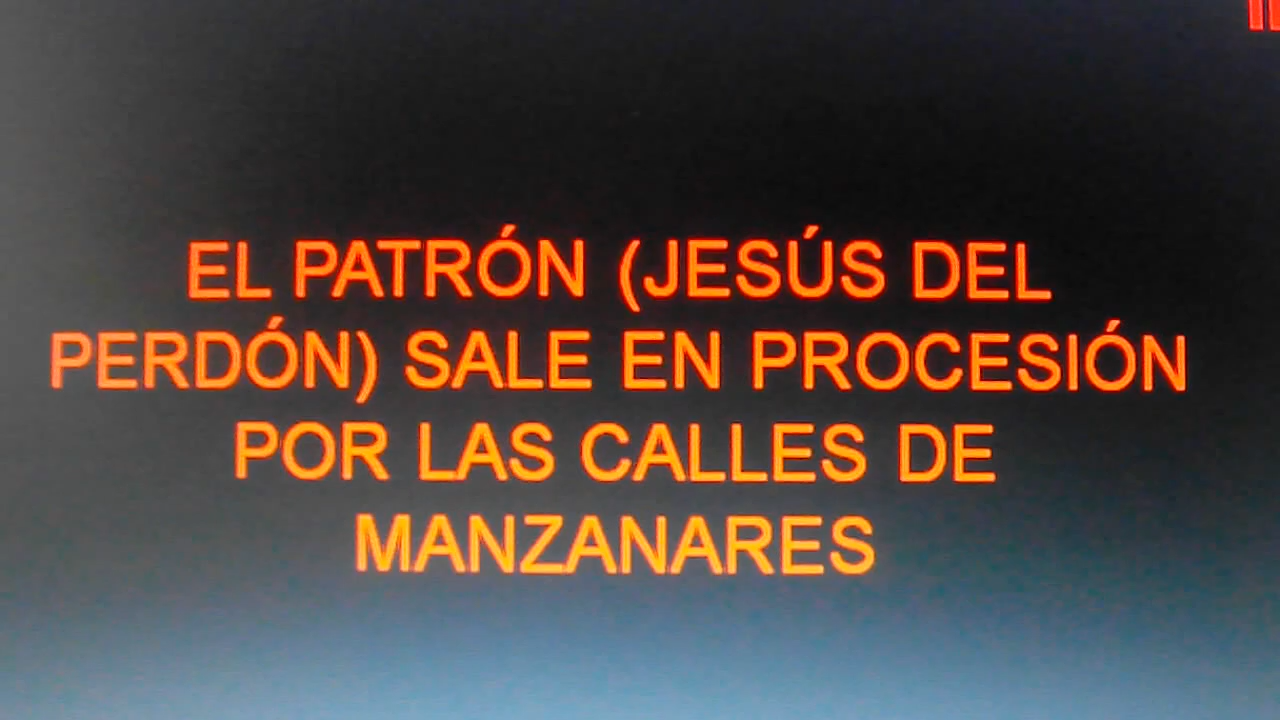 EL PATRÓN (JESÚS DEL
PERDÓN) SALE EN PROCESIÓN
POR LAS CALLES DE
MANZANARES